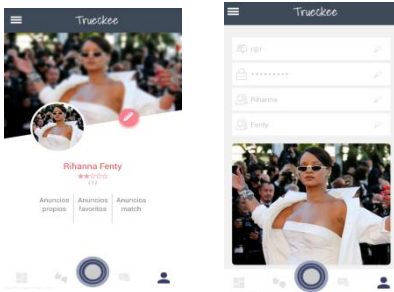 Trueckee
Rihanna Fenty
Anuncios propios
Anuncios favoritos
Anuncios match
Trueckee
Rihanna
Fenty